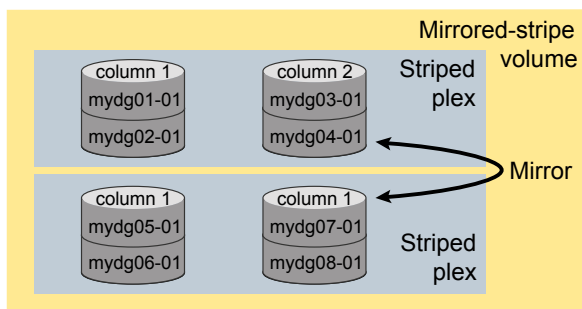 Mirrored-stripe
volume
column 1
mydg01-01
mydg02-01
column 2
mydg03-01
mydg04-01
Striped
plex
Mirror
column 1
mydg05-01
mydg06-01
column 1
mydg07-01
mydg08-01
Striped
plex